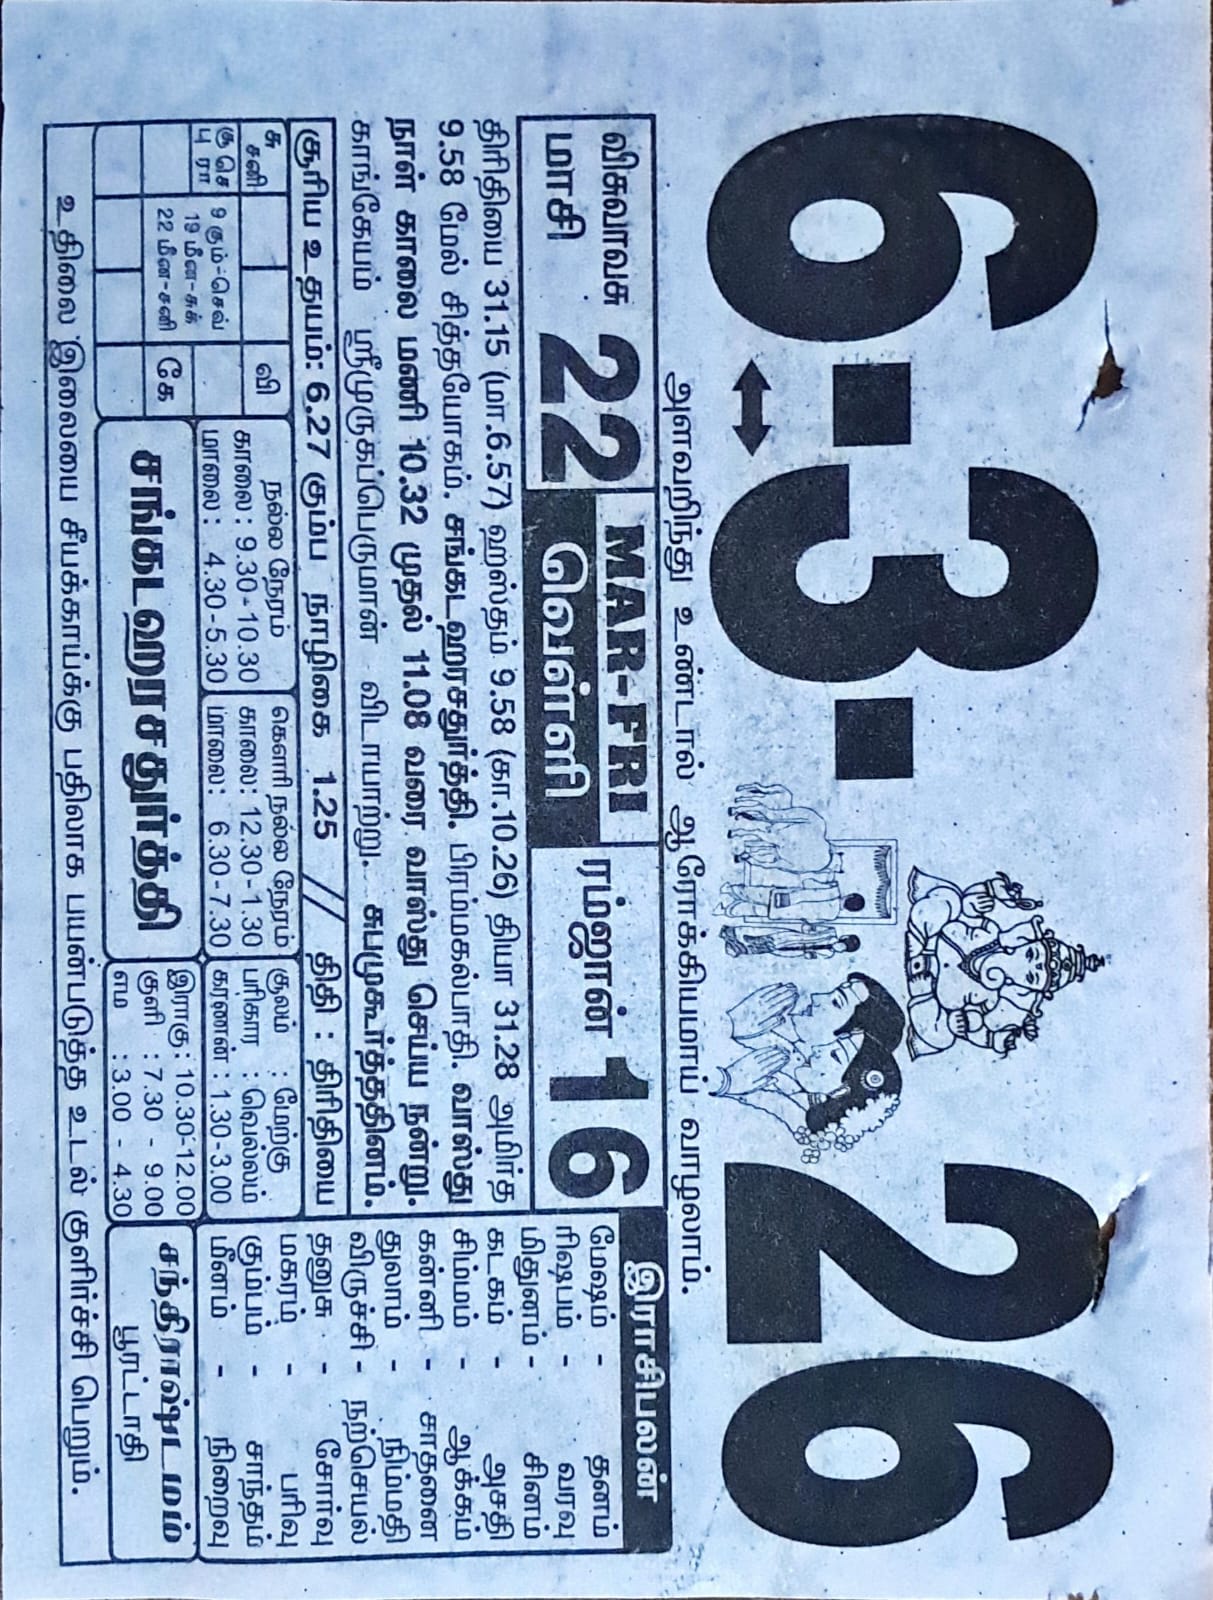 6-3-26
அளவறிந்து உண்டால் ஆரோக்கியமாய் வாழலாம்.
விசுவாவசு
மாசி
22
MAR-FRI
வெள்ளி
ரம்ஜான் 16
திரிதியை 31.15 (மா.6.57) ஹஸ்தம் 9.58 (கா.10.26) தியா 31.28 அமிர்த
9.58 மேல் சித்தயோகம். சங்கடஹரசதுர்த்தி. பிரம்மகல்பாதி. வாஸ்து
நாள் காலை மணி 10.32 முதல் 11.08 வரை வாஸ்து செய்ய நன்று.
காங்கேயம் ஸ்ரீமுருகப்பெருமான் விடாயாற்று. சுபமுகூர்த்ததினம்.
சூரிய உதயம்: 6.27 கும்ப நாழிகை 1.25 // திதி : திரிதியை
சு
சனி
கு செ
பு ரா
9 கும்-செவ்
19 மீன-சுக்
22 மீன-சனி
வி
கே
நல்ல நேரம்
காலை: 9.30-10.30
மாலை: 4.30-5.30
கௌரி நல்ல நேரம்
காலை: 12.30-1.30
மாலை: 6.30-7.30
சூலம் : மேற்கு
பரிகார : வெல்லம்
கரணன் : 1.30-3.00
சங்கடஹரசதுர்த்தி
இராகு: 10.30-12.00
குளி : 7.30 - 9.00
எம : 3.00 - 4.30
இராசிபலன்
மேஷம் - தனம்
ரிஷபம் - வரவு
மிதுனம் - சினம்
கடகம் - அசதி
சிம்மம் - ஆக்கம்
கன்னி - சாதனை
துலாம் - நிம்மதி
விருச்சி - நற்செயல்
தனுசு - சோர்வு
மகரம் - பரிவு
கும்பம் - சாந்தம்
மீனம் - நிறைவு
சந்திராஷ்டமம்
பூரட்டாதி
உதிலை இலையை சீயக்காய்க்கு பதிலாக பயன்படுத்த உடல் குளிர்ச்சி பெறும்.